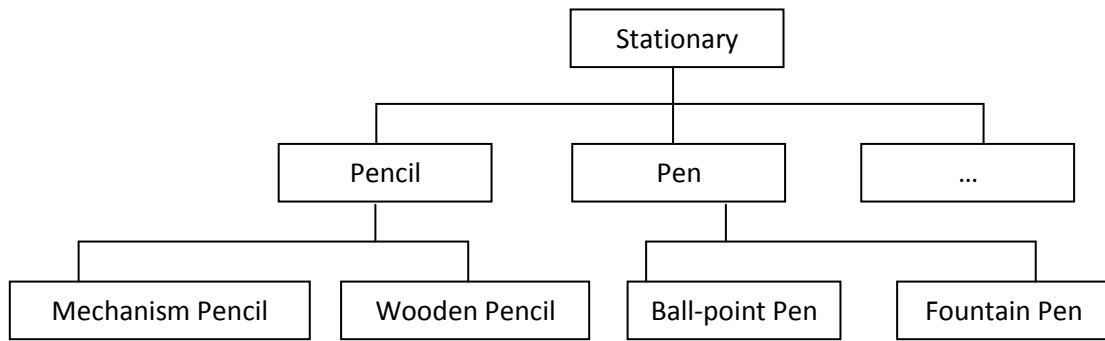 Stationary
Pencil
Pen
...
Mechanism Pencil
Wooden Pencil
Ball-point Pen
Fountain Pen